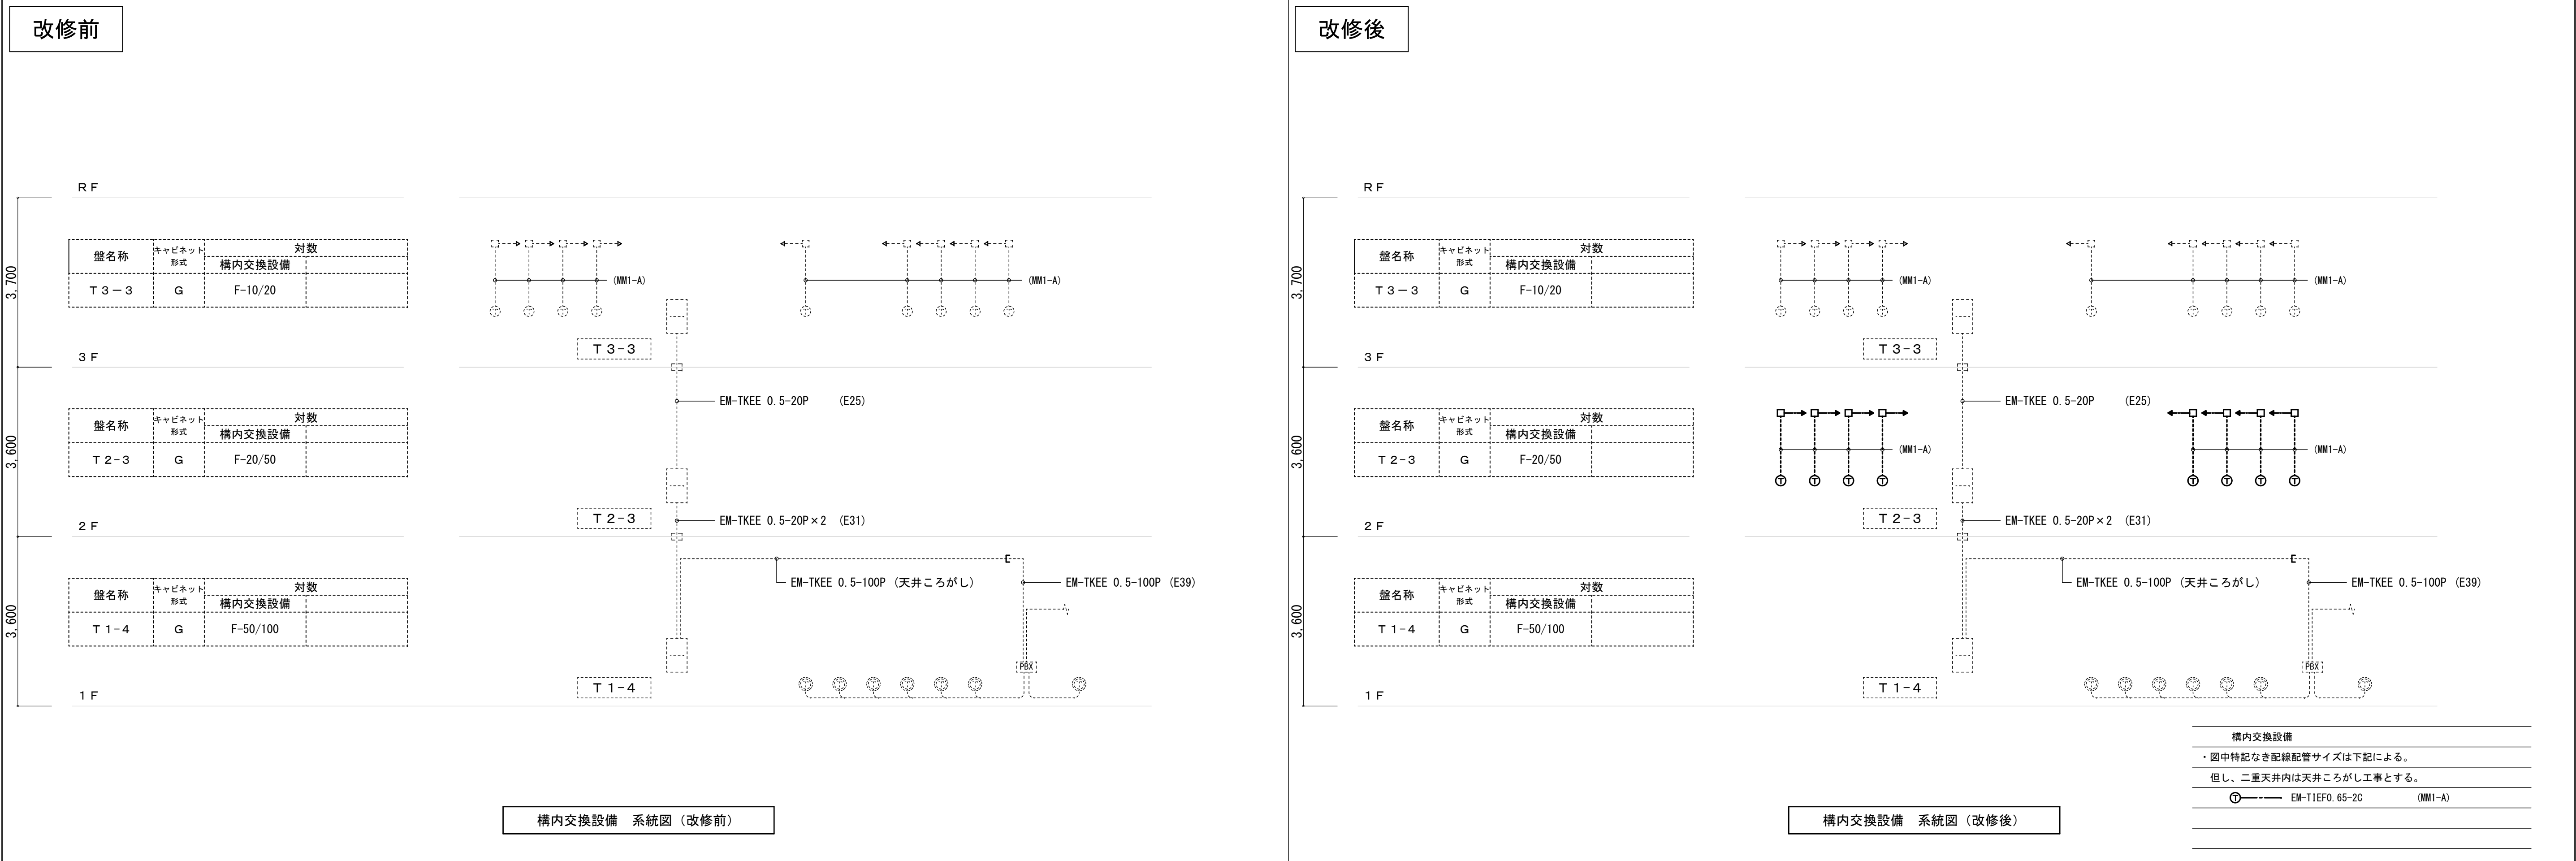 改修前
RF
3,700
盤名称 キャビネット形式 対数
構内交換設備
T3-3 G F-10/20
(MM1-A)
(MM1-A)
T3-3
3F
EM-TKEE 0.5-20P (E25)
3,600
盤名称 キャビネット形式 対数
構内交換設備
T2-3 G F-20/50
T2-3
EM-TKEE 0.5-20P×2 (E31)
2F
EM-TKEE 0.5-100P (天井ころがし)
EM-TKEE 0.5-100P (E39)
3,600
盤名称 キャビネット形式 対数
構内交換設備
T1-4 G F-50/100
PBX
T1-4
1F
構内交換設備 系統図(改修前)
改修後
RF
3,700
盤名称 キャビネット形式 対数
構内交換設備
T3-3 G F-10/20
(MM1-A)
(MM1-A)
T3-3
3F
EM-TKEE 0.5-20P (E25)
3,600
盤名称 キャビネット形式 対数
構内交換設備
T2-3 G F-20/50
(MM1-A)
(MM1-A)
T T T T T T T T
T2-3
EM-TKEE 0.5-20P×2 (E31)
2F
EM-TKEE 0.5-100P (天井ころがし)
EM-TKEE 0.5-100P (E39)
3,600
盤名称 キャビネット形式 対数
構内交換設備
T1-4 G F-50/100
PBX
T1-4
1F
構内交換設備 系統図(改修後)
構内交換設備
・図中特記なき配線配管サイズは下記による。
但し、二重天井内は天井ころがし工事とする。
T EM-TIEF0.65-2C (MM1-A)